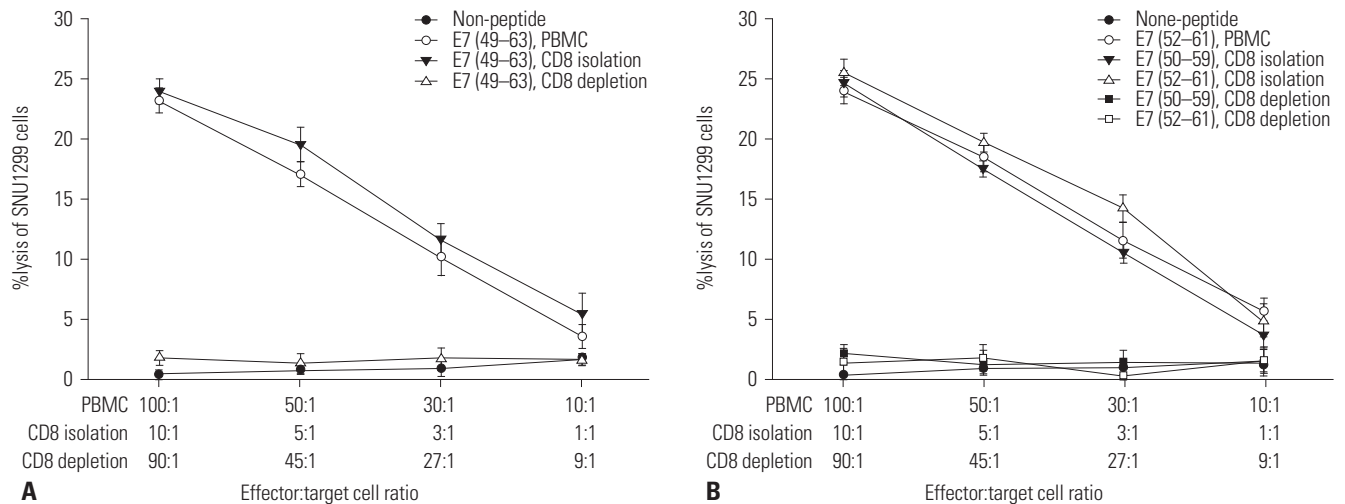 30
25
20
15
10
5
0
%lysis of SNU1299 cells
Non-peptide
E7 (49–63), PBMC
E7 (49–63), CD8 isolation
E7 (49–63), CD8 depletion
PBMC 100:1 50:1 30:1 10:1
CD8 isolation 10:1 5:1 3:1 1:1
CD8 depletion 90:1 45:1 27:1 9:1
A Effector:target cell ratio
30
25
20
15
10
5
0
%lysis of SNU1299 cells
None-peptide
E7 (52–61), PBMC
E7 (50–59), CD8 isolation
E7 (52–61), CD8 isolation
E7 (50–59), CD8 depletion
E7 (52–61), CD8 depletion
PBMC 100:1 50:1 30:1 10:1
CD8 isolation 10:1 5:1 3:1 1:1
CD8 depletion 90:1 45:1 27:1 9:1
B Effector:target cell ratio